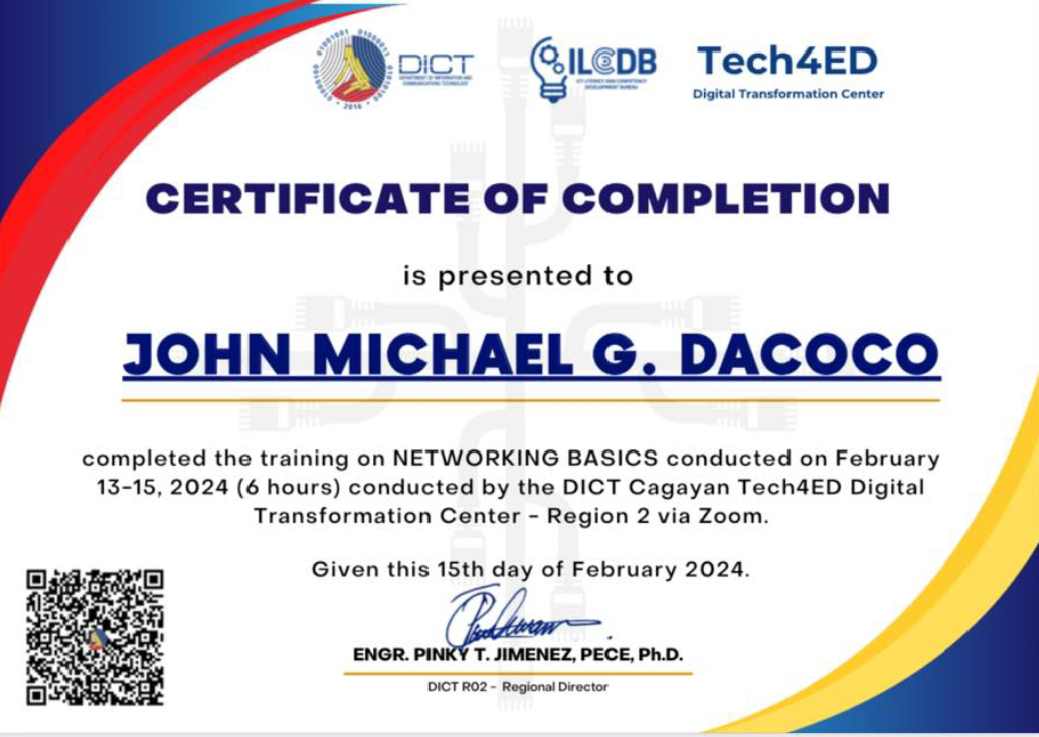 DICT
DEPARTMENT OF INFORMATION AND
COMMUNICATIONS TECHNOLOGY
2016
ILCDB
ICT LITERACY AND COMPETENCY
DEVELOPMENT BUREAU
Tech4ED
Digital Transformation Center
CERTIFICATE OF COMPLETION
is presented to
JOHN MICHAEL G. DACOCO
completed the training on NETWORKING BASICS conducted on February
13-15, 2024 (6 hours) conducted by the DICT Cagayan Tech4ED Digital
Transformation Center - Region 2 via Zoom.
Given this 15th day of February 2024.
ENGR. PINKY T. JIMENEZ, PECE, Ph.D.
DICT R02 - Regional Director